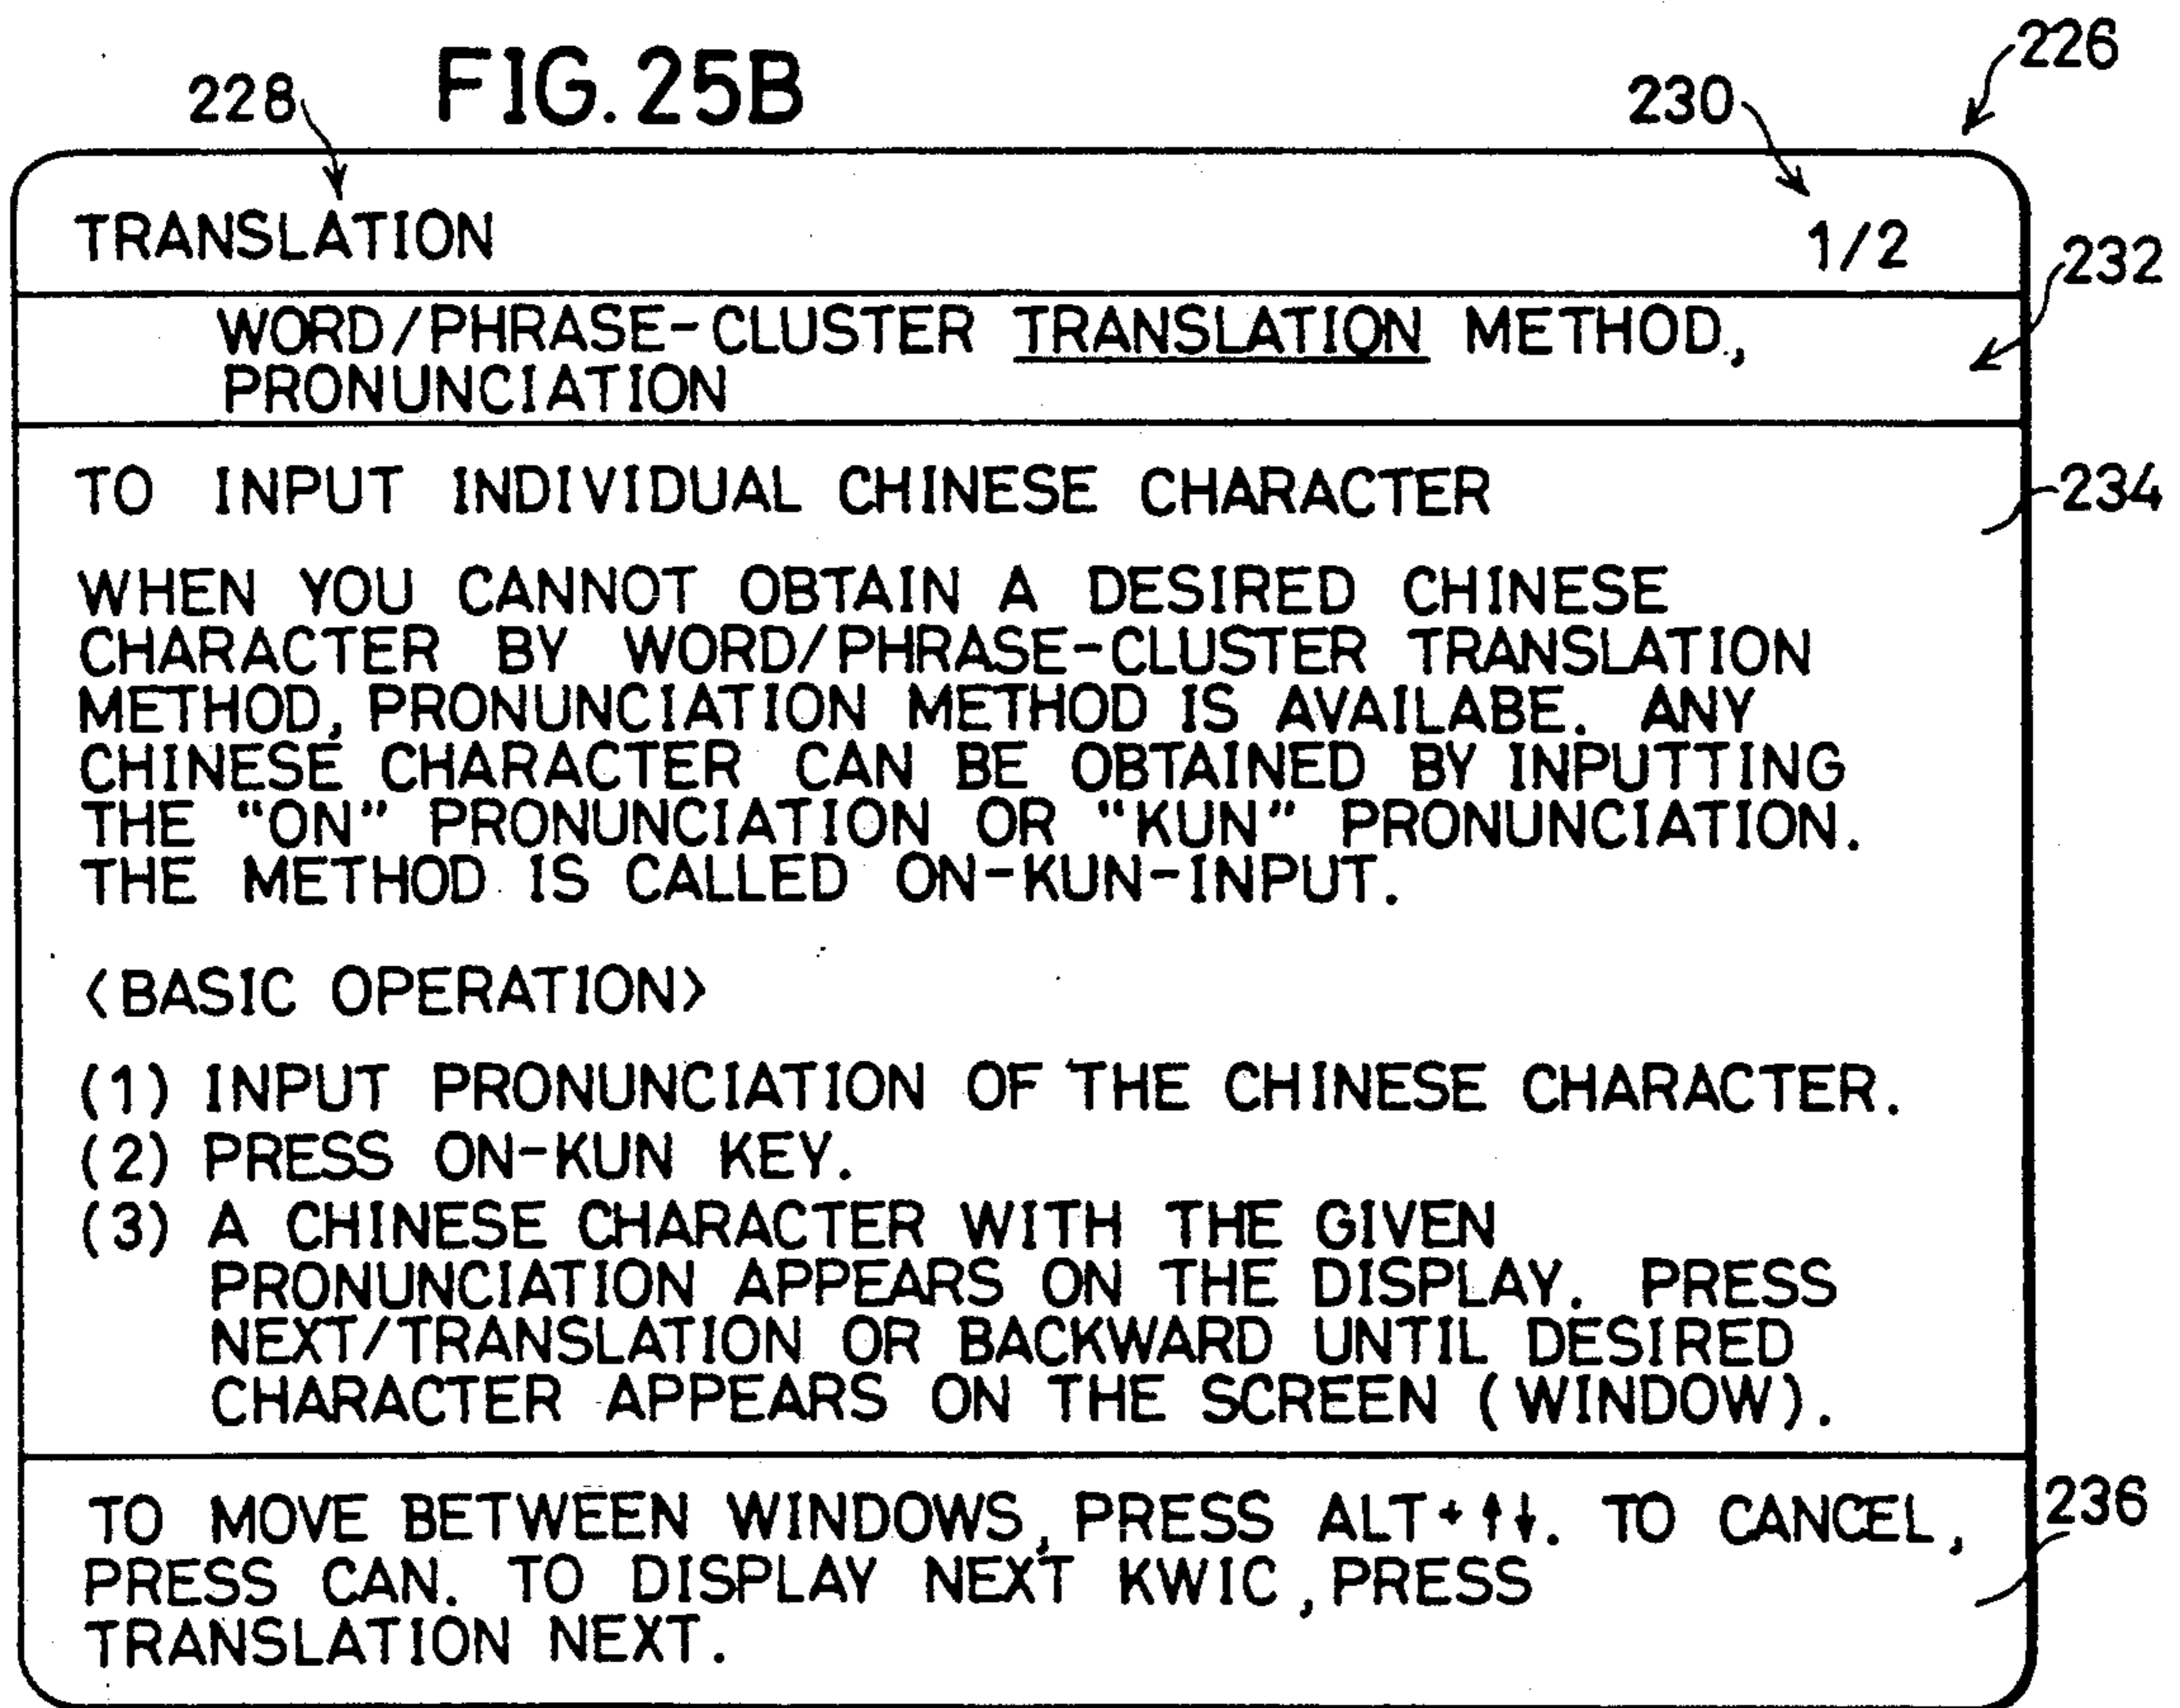 FIG. 25B
226
228
230
TRANSLATION 1/2
232
WORD/PHRASE-CLUSTER TRANSLATION METHOD,
PRONUNCIATION
TO INPUT INDIVIDUAL CHINESE CHARACTER
234
WHEN YOU CANNOT OBTAIN A DESIRED CHINESE
CHARACTER BY WORD/PHRASE-CLUSTER TRANSLATION
METHOD, PRONUNCIATION METHOD IS AVAILABE. ANY
CHINESE CHARACTER CAN BE OBTAINED BY INPUTTING
THE "ON" PRONUNCIATION OR "KUN" PRONUNCIATION.
THE METHOD IS CALLED ON-KUN-INPUT.
<BASIC OPERATION>
(1) INPUT PRONUNCIATION OF THE CHINESE CHARACTER.
(2) PRESS ON-KUN KEY.
(3) A CHINESE CHARACTER WITH THE GIVEN
PRONUNCIATION APPEARS ON THE DISPLAY. PRESS
NEXT/TRANSLATION OR BACKWARD UNTIL DESIRED
CHARACTER APPEARS ON THE SCREEN (WINDOW).
TO MOVE BETWEEN WINDOWS, PRESS ALT+↑↓. TO CANCEL,
236
PRESS CAN. TO DISPLAY NEXT KWIC, PRESS
TRANSLATION NEXT.